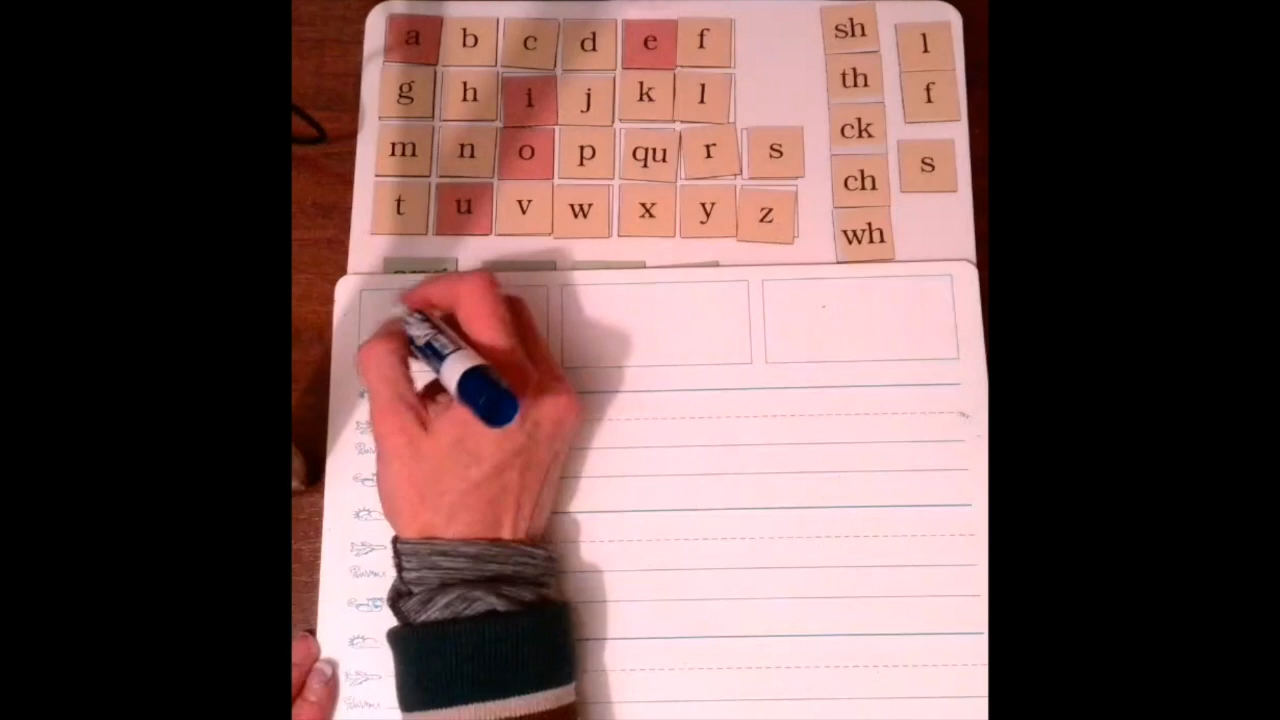 a b c d e f
g h i j k l
m n o p qu r s
t u v w x y z
sh
th
ck
ch
wh
l
f
s